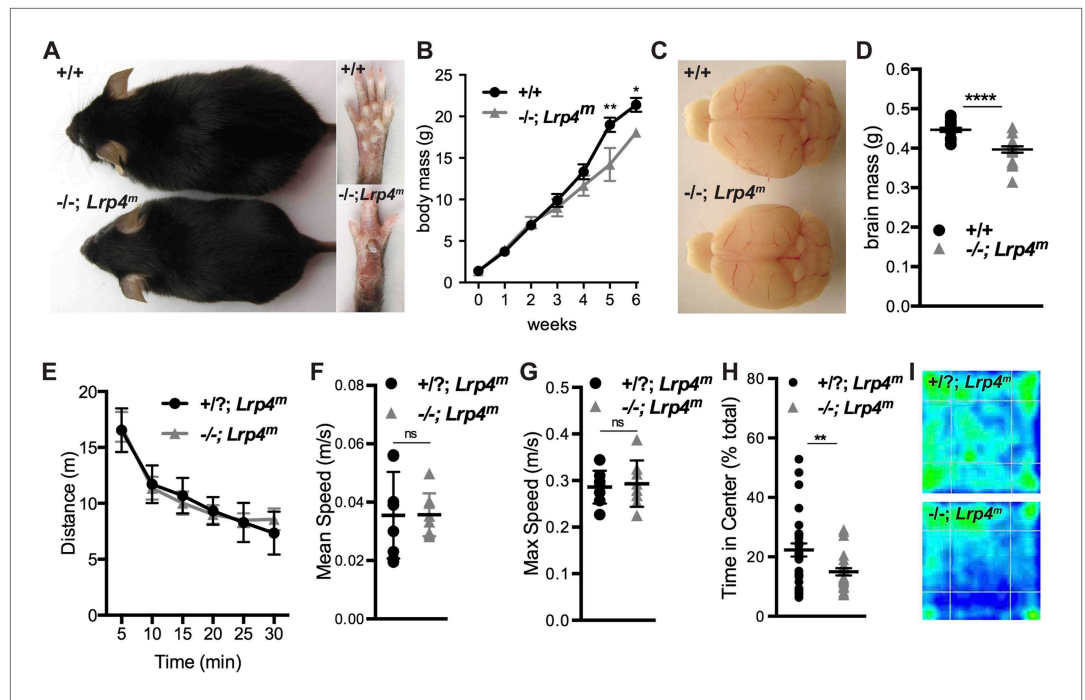 A
+/+
-/-; Lrp4m
+/+
-/-;Lrp4m
B
25
20
15
10
5
0
body mass (g)
+/+
-/-; Lrp4m
**
*
0 1 2 3 4 5 6
weeks
C
+/+
-/-; Lrp4m
D
0.6
0.5
0.4
0.3
0.2
0.1
0.0
brain mass (g)
****
+/+
-/-; Lrp4m
E
20
15
10
5
0
Distance (m)
+/?; Lrp4m
-/-; Lrp4m
5 10 15 20 25 30
Time (min)
F
0.08
0.06
0.04
0.02
0.00
Mean Speed (m/s)
+/?; Lrp4m
-/-; Lrp4m
ns
G
0.5
0.4
0.3
0.2
0.1
0.0
Max Speed (m/s)
+/?; Lrp4m
-/-; Lrp4m
ns
H
80
60
40
20
0
Time in Center (% total)
+/?; Lrp4m
-/-; Lrp4m
**
I
+/?; Lrp4m
-/-; Lrp4m